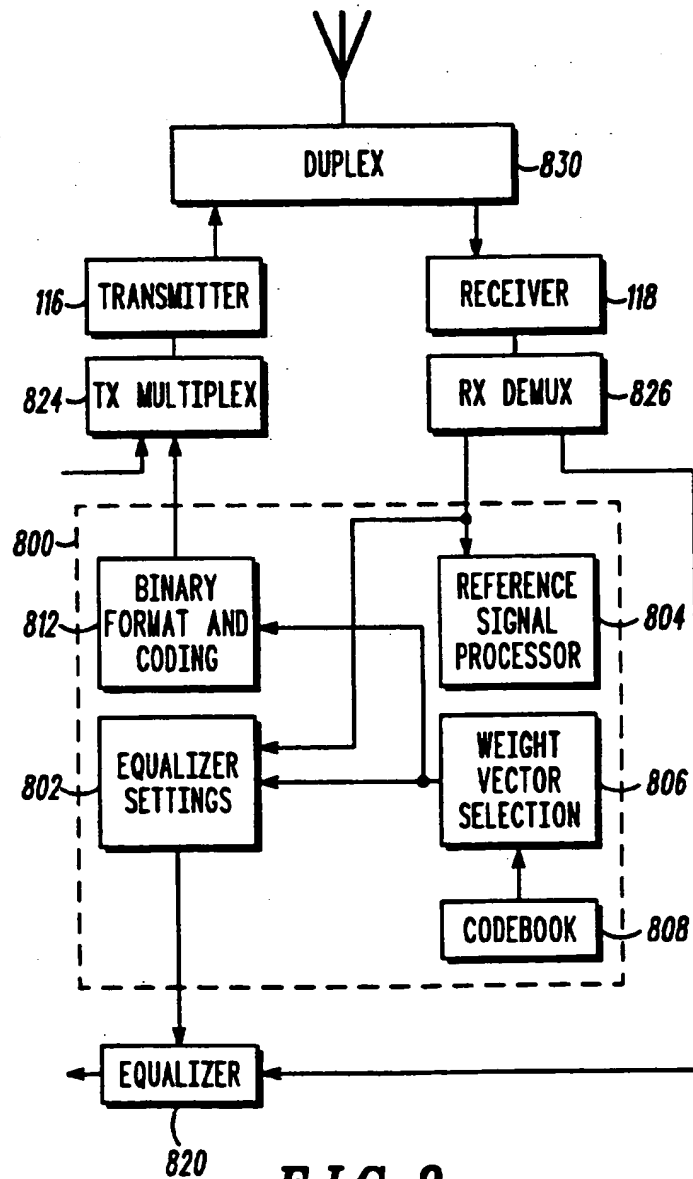 DUPLEX
830
116
TRANSMITTER
RECEIVER
118
824
TX MULTIPLEX
RX DEMUX
826
800
812
BINARY
FORMAT AND
CODING
REFERENCE
SIGNAL
PROCESSOR
804
802
EQUALIZER
SETTINGS
WEIGHT
VECTOR
SELECTION
806
CODEBOOK
808
EQUALIZER
820